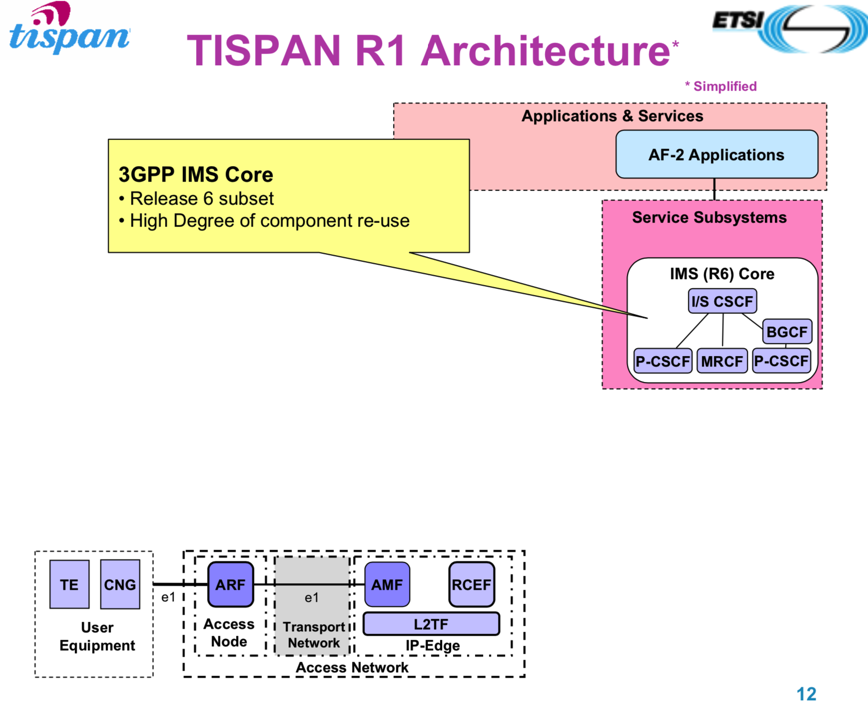 tispan
ETSI
TISPAN R1 Architecture*
* Simplified
Applications & Services
AF-2 Applications
3GPP IMS Core
• Release 6 subset
• High Degree of component re-use
Service Subsystems
IMS (R6) Core
I/S CSCF
BGCF
P-CSCF MRCF P-CSCF
TE CNG ARF AMF RCEF
e1 e1
User
Equipment
Access
Node
Transport
Network
L2TF
IP-Edge
Access Network
12